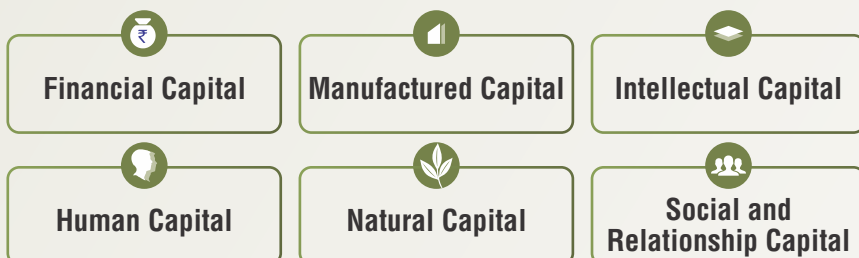 ₹
Financial Capital
Manufactured Capital
Intellectual Capital
Human Capital
Natural Capital
Social and
Relationship Capital